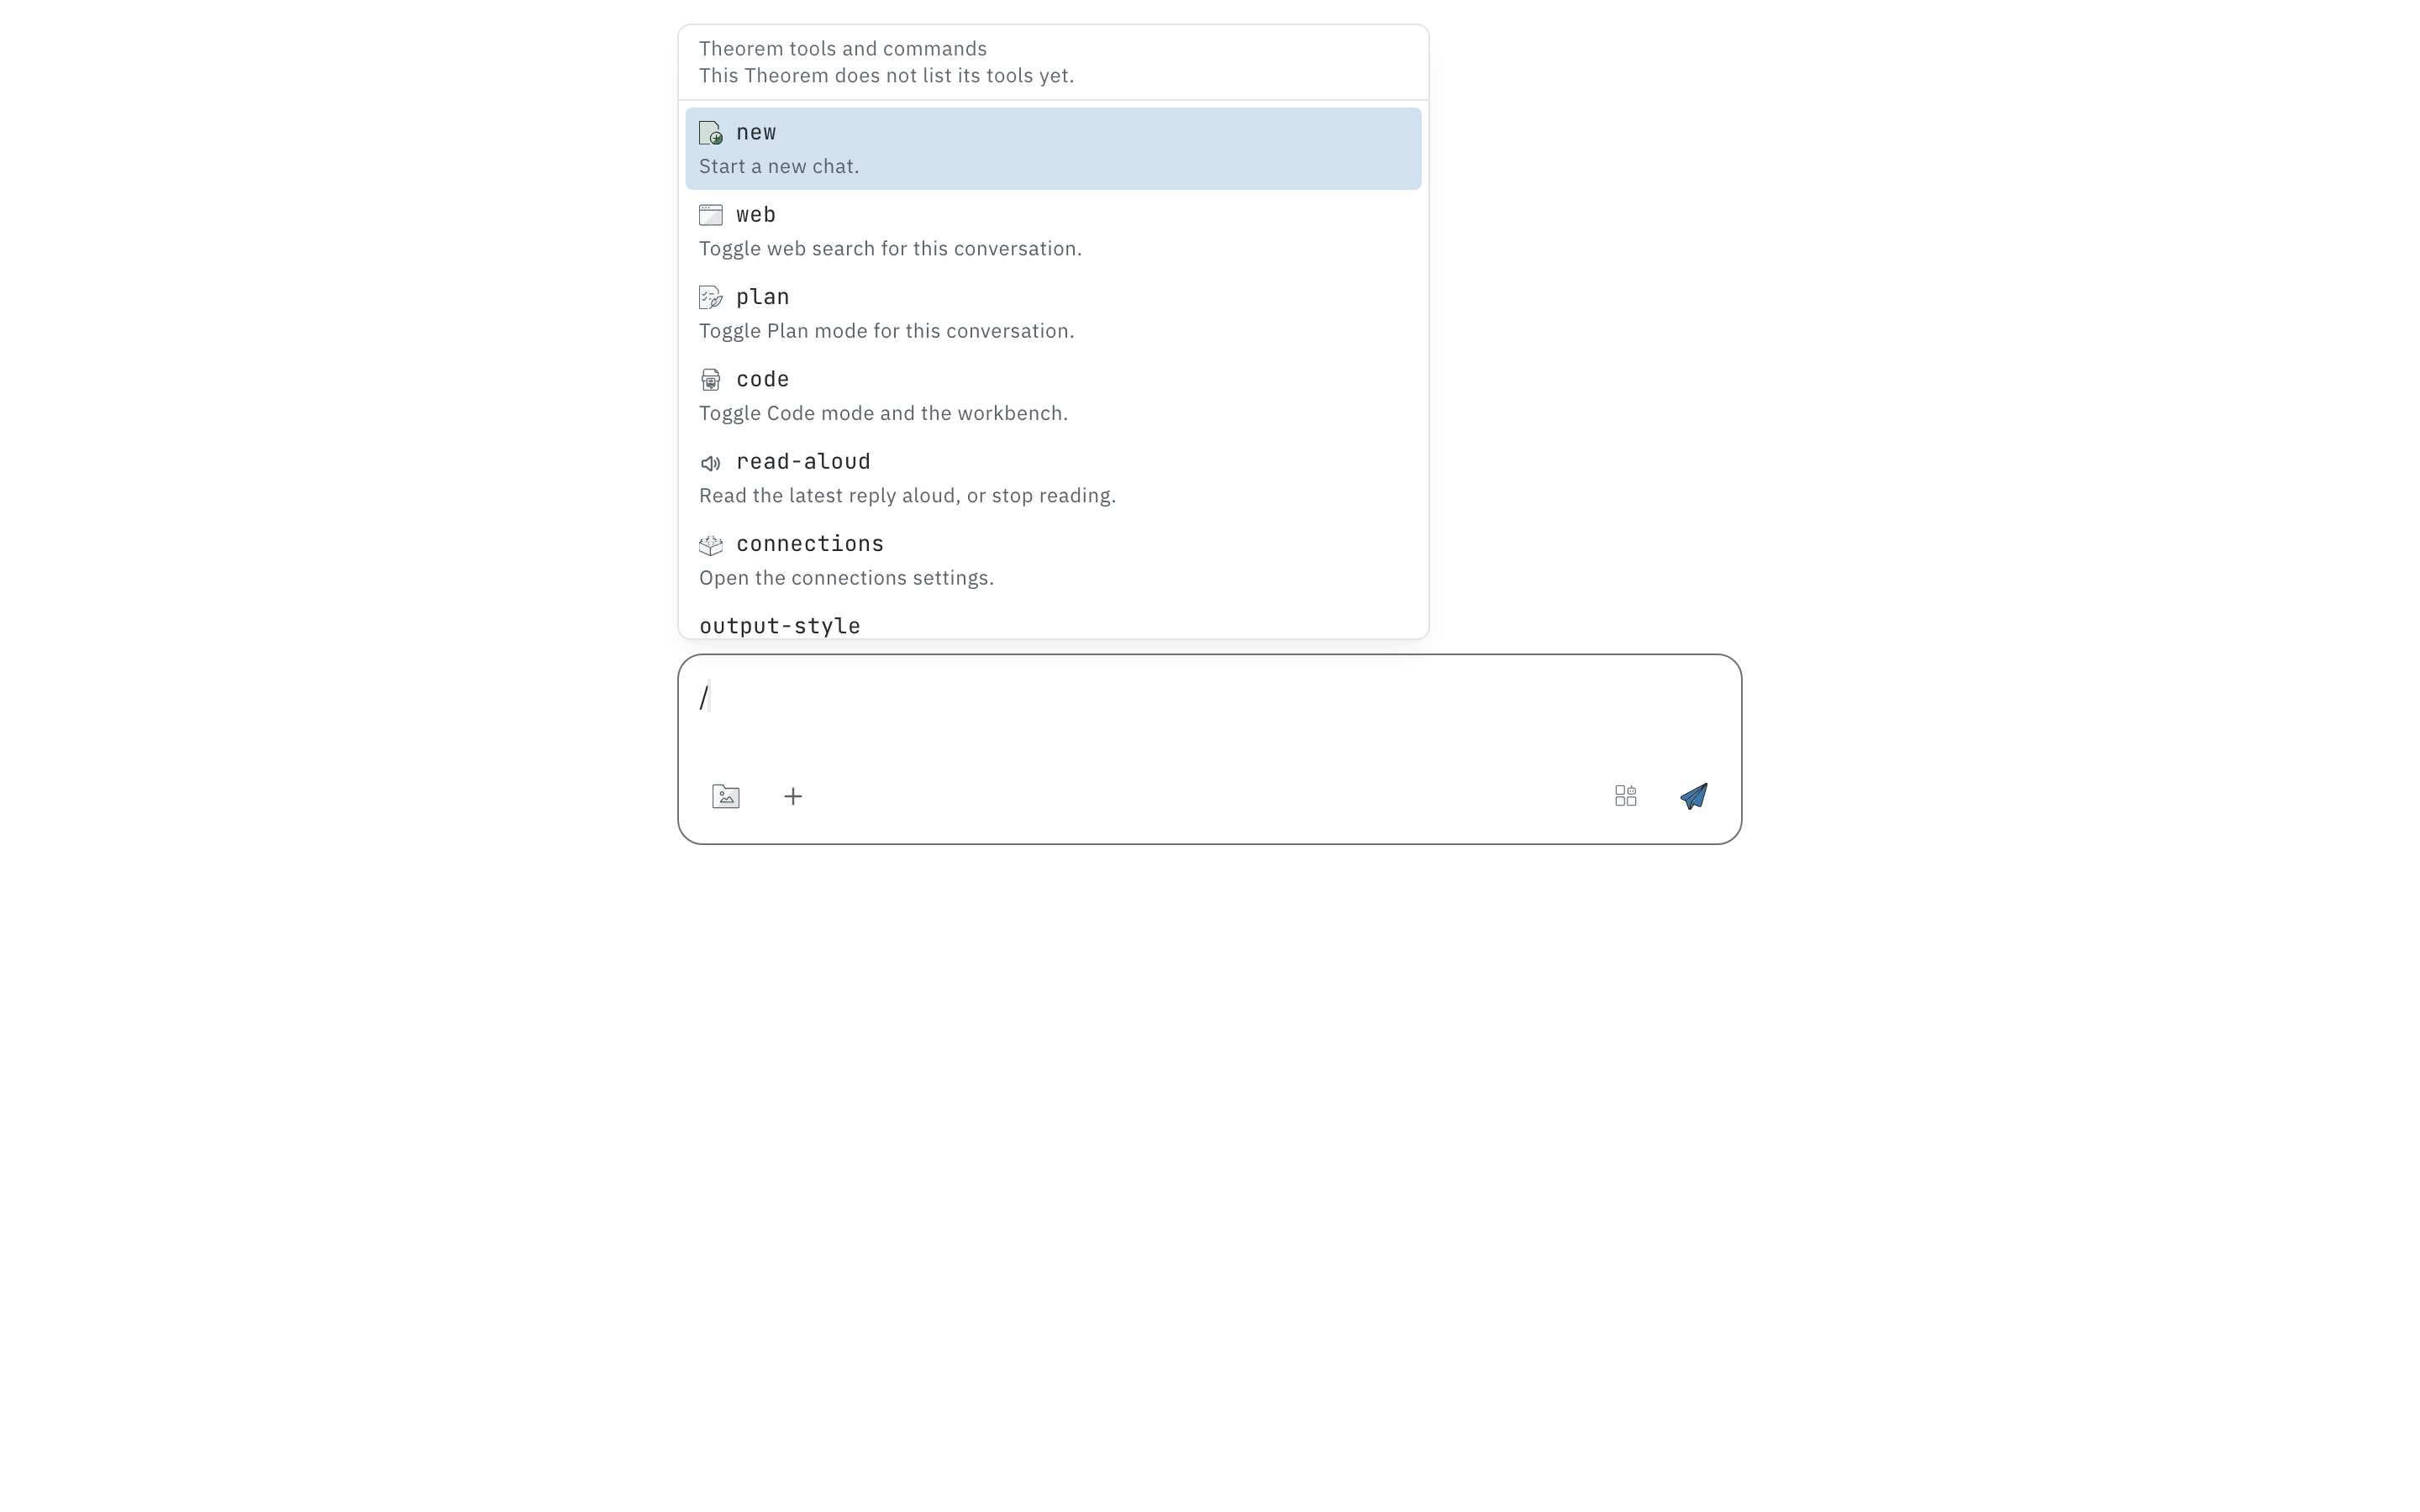 Theorem tools and commands
This Theorem does not list its tools yet.
new
Start a new chat.
web
Toggle web search for this conversation.
plan
Toggle Plan mode for this conversation.
code
Toggle Code mode and the workbench.
read-aloud
Read the latest reply aloud, or stop reading.
connections
Open the connections settings.
output-style
/